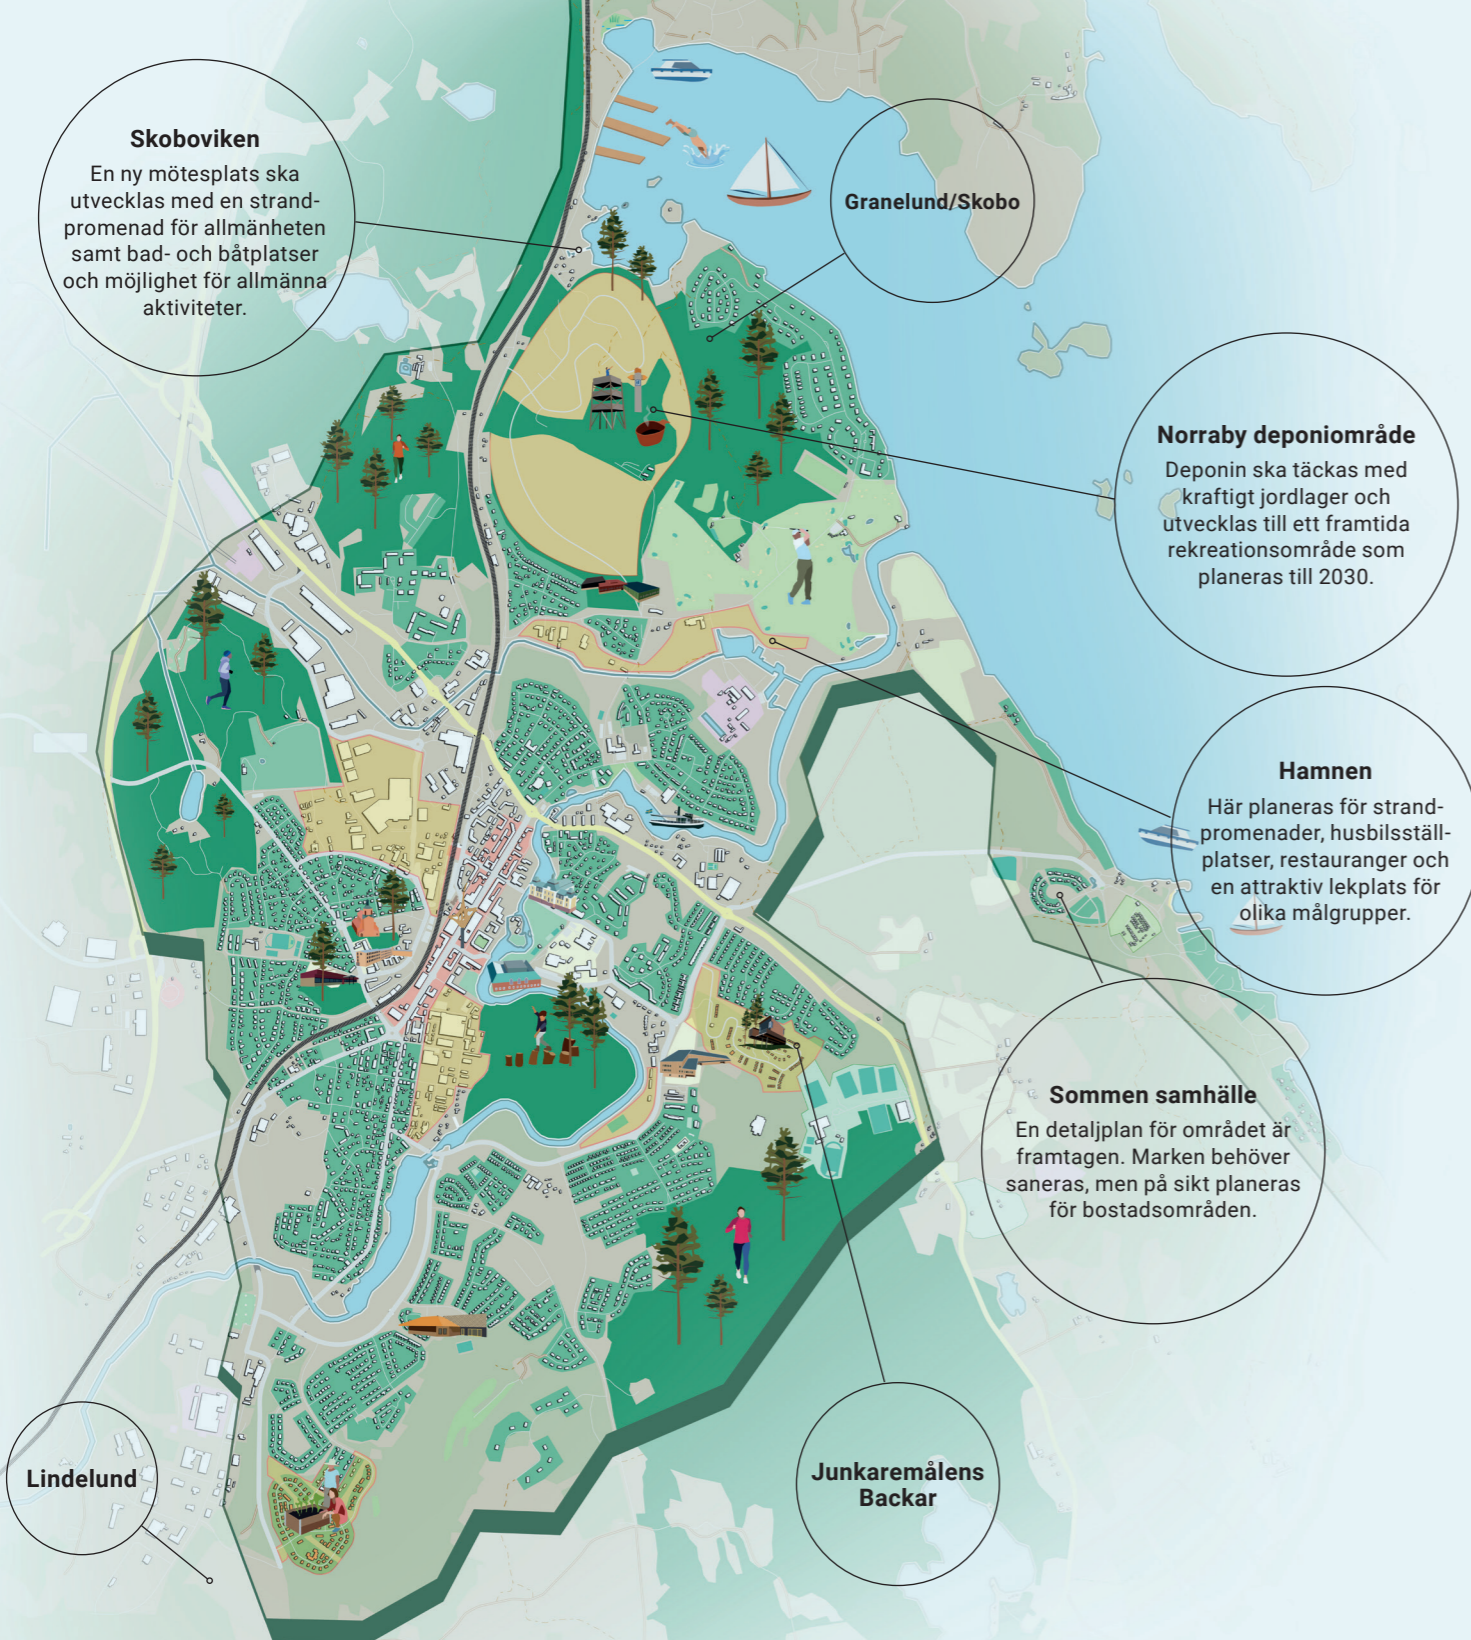 Skoboviken
En ny mötesplats ska
utvecklas med en strand-
promenad för allmänheten
samt bad- och båtplatser
och möjlighet för allmänna
aktiviteter.
Granelund/Skobo
Norraby deponiområde
Deponin ska täckas med
kraftigt jordlager och
utvecklas till ett framtida
rekreationsområde som
planeras till 2030.
Hamnen
Här planeras för strand-
promenader, husbilsställ-
platser, restauranger och
en attraktiv lekplats för
olika målgrupper.
Sommen samhälle
En detaljplan för området är
framtagen. Marken behöver
saneras, men på sikt planeras
för bostadsområden.
Lindelund
Junkaremålens
Backar